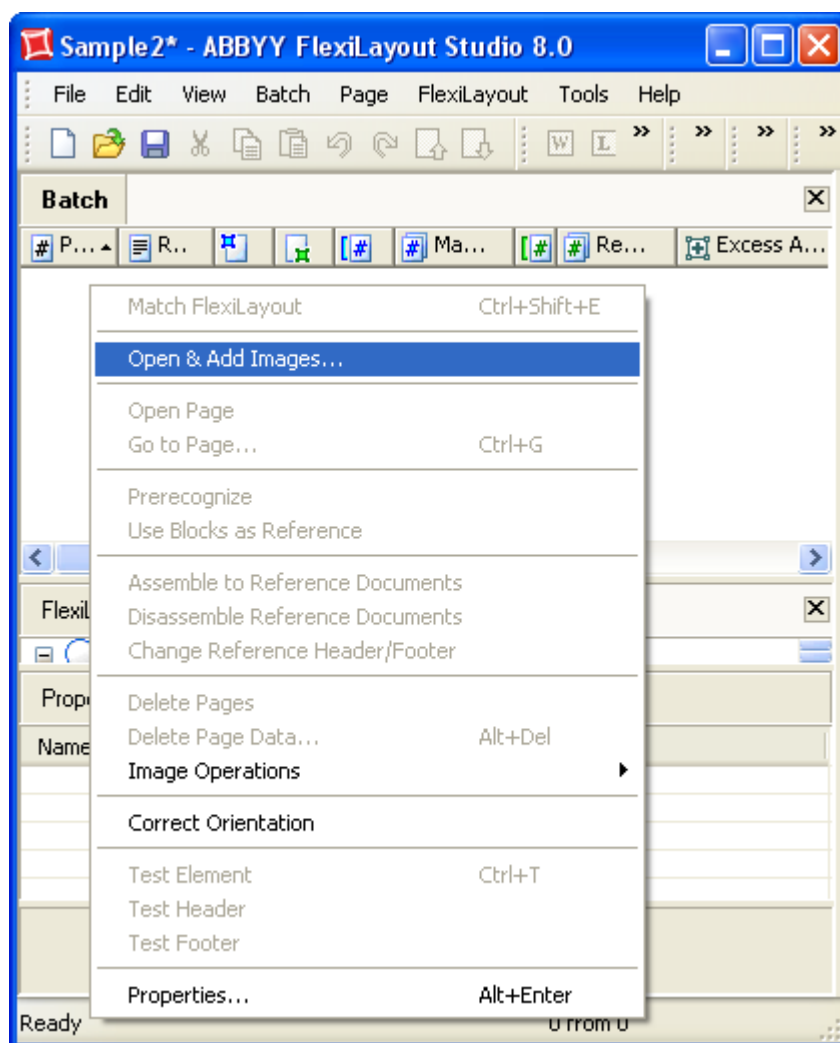 Sample2* - ABBYY FlexiLayout Studio 8.0
File Edit View Batch Page FlexiLayout Tools Help
W L » » » »
Batch
# P... R.. # # Ma... # # Re... Excess A...
Match FlexiLayout Ctrl+Shift+E
Open & Add Images...
Open Page
Go to Page... Ctrl+G
Prerecognize
Use Blocks as Reference
Assemble to Reference Documents
Disassemble Reference Documents
Change Reference Header/Footer
Delete Pages
Delete Page Data... Alt+Del
Image Operations
Correct Orientation
Test Element Ctrl+T
Test Header
Test Footer
Properties... Alt+Enter
Name
Ready